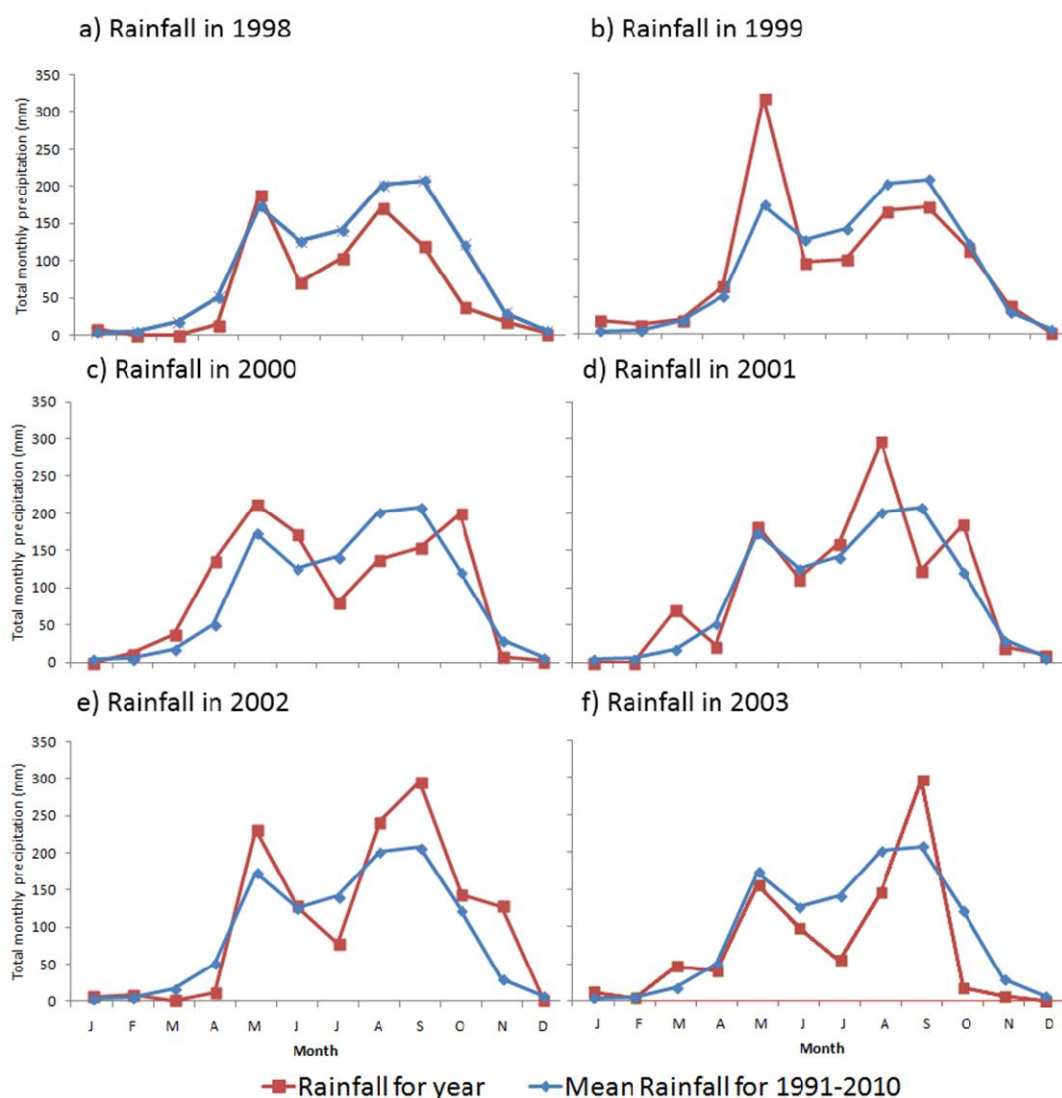 a) Rainfall in 1998
b) Rainfall in 1999
Total monthly precipitation (mm)
350
300
250
200
150
100
50
0
c) Rainfall in 2000
d) Rainfall in 2001
Total monthly precipitation (mm)
350
300
250
200
150
100
50
0
e) Rainfall in 2002
f) Rainfall in 2003
Total monthly precipitation (mm)
350
300
250
200
150
100
50
0
J F M A M J J A S O N D
J F M A M J J A S O N D
Month
Month
Rainfall for year
Mean Rainfall for 1991-2010